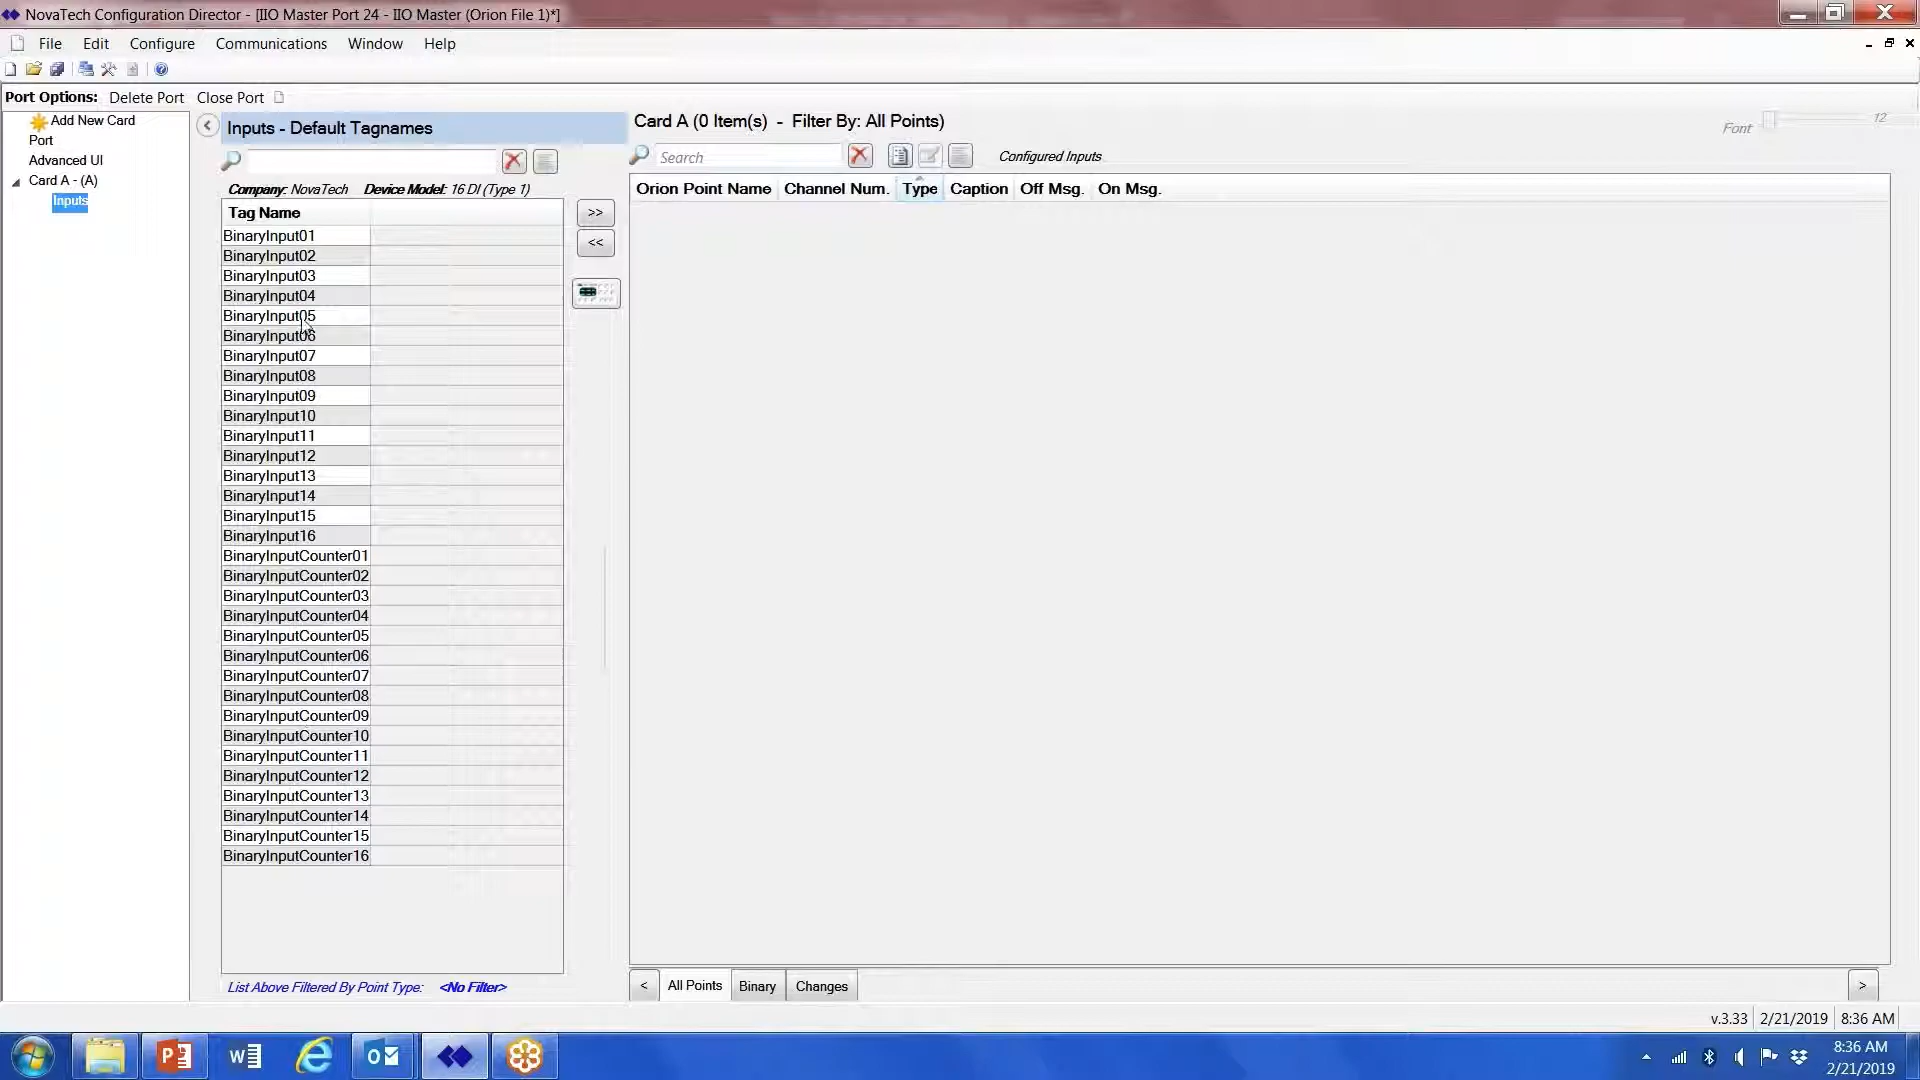 NovaTech Configuration Director - [IIO Master Port 24 - IIO Master (Orion File 1)*]
File Edit Configure Communications Window Help
Port Options: Delete Port Close Port
Add New Card
Port
Advanced UI
Card A - (A)
Inputs
Inputs - Default Tagnames
Company: NovaTech Device Model: 16 DI (Type 1)
Tag Name
BinaryInput01
BinaryInput02
BinaryInput03
BinaryInput04
BinaryInput05
BinaryInput06
BinaryInput07
BinaryInput08
BinaryInput09
BinaryInput10
BinaryInput11
BinaryInput12
BinaryInput13
BinaryInput14
BinaryInput15
BinaryInput16
BinaryInputCounter01
BinaryInputCounter02
BinaryInputCounter03
BinaryInputCounter04
BinaryInputCounter05
BinaryInputCounter06
BinaryInputCounter07
BinaryInputCounter08
BinaryInputCounter09
BinaryInputCounter10
BinaryInputCounter11
BinaryInputCounter12
BinaryInputCounter13
BinaryInputCounter14
BinaryInputCounter15
BinaryInputCounter16
List Above Filtered By Point Type: <No Filter>
>>
<<
Card A (0 Item(s) - Filter By: All Points)
Font 12
Search Configured Inputs
Orion Point Name Channel Num. Type Caption Off Msg. On Msg.
< All Points Binary Changes >
v.3.33 2/21/2019 8:36 AM
8:36 AM
2/21/2019